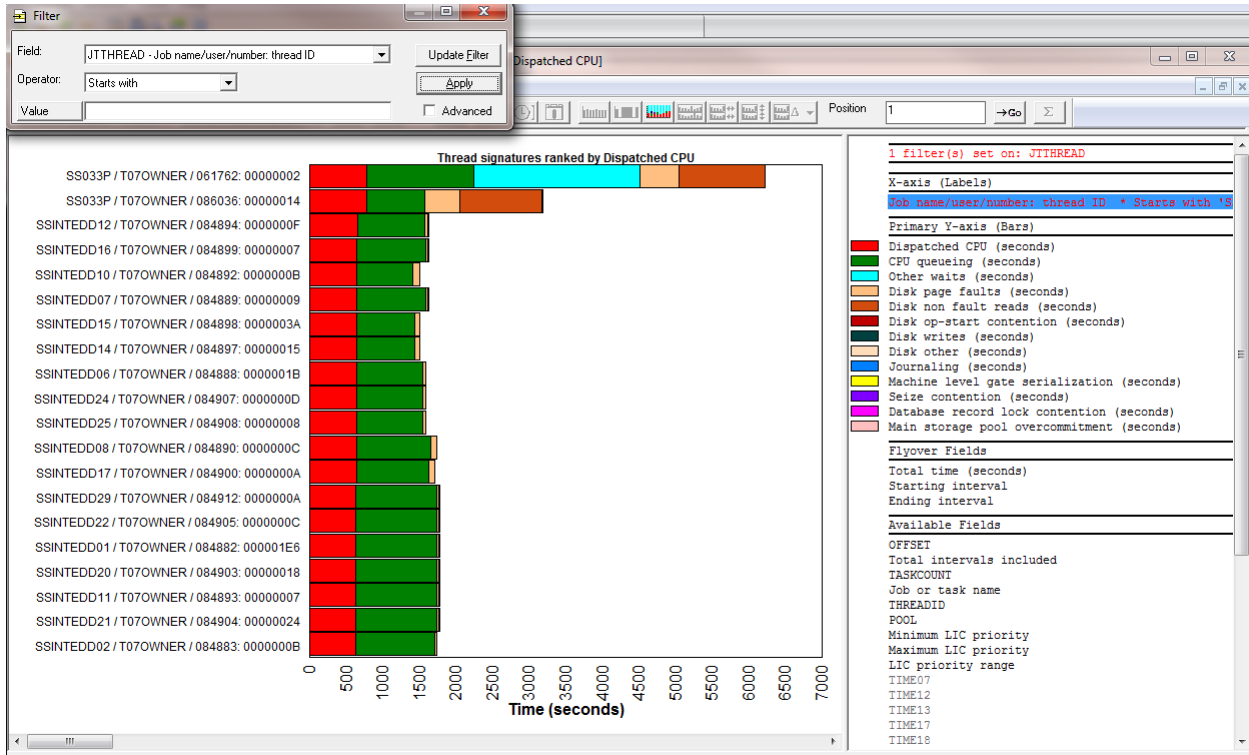 Filter
Field:
JTTHREAD - Job name/user/number: thread ID
Update Filter
Operator:
Starts with
Apply
Value
Advanced
Dispatched CPU]
Position
1
→Go
Σ
Thread signatures ranked by Dispatched CPU
SS033P / T07OWNER / 061762: 00000002
SS033P / T07OWNER / 086036: 00000014
SSINTEDD12 / T07OWNER / 084894: 0000000F
SSINTEDD16 / T07OWNER / 084899: 00000007
SSINTEDD10 / T07OWNER / 084892: 0000000B
SSINTEDD07 / T07OWNER / 084889: 00000009
SSINTEDD15 / T07OWNER / 084898: 0000003A
SSINTEDD14 / T07OWNER / 084897: 00000015
SSINTEDD06 / T07OWNER / 084888: 0000001B
SSINTEDD24 / T07OWNER / 084907: 0000000D
SSINTEDD25 / T07OWNER / 084908: 00000008
SSINTEDD08 / T07OWNER / 084890: 0000000C
SSINTEDD17 / T07OWNER / 084900: 0000000A
SSINTEDD29 / T07OWNER / 084912: 0000000A
SSINTEDD22 / T07OWNER / 084905: 0000000C
SSINTEDD01 / T07OWNER / 084882: 000001E6
SSINTEDD20 / T07OWNER / 084903: 00000018
SSINTEDD11 / T07OWNER / 084893: 00000007
SSINTEDD21 / T07OWNER / 084904: 00000024
SSINTEDD02 / T07OWNER / 084883: 0000000B
0
500
1000
1500
2000
2500
3000
3500
4000
4500
5000
5500
6000
6500
7000
Time (seconds)
1 filter(s) set on: JTTHREAD
X-axis (Labels)
Job name/user/number: thread ID * Starts with 'S
Primary Y-axis (Bars)
Dispatched CPU (seconds)
CPU queueing (seconds)
Other waits (seconds)
Disk page faults (seconds)
Disk non fault reads (seconds)
Disk op-start contention (seconds)
Disk writes (seconds)
Disk other (seconds)
Journaling (seconds)
Machine level gate serialization (seconds)
Seize contention (seconds)
Database record lock contention (seconds)
Main storage pool overcommitment (seconds)
Flyover Fields
Total time (seconds)
Starting interval
Ending interval
Available Fields
OFFSET
Total intervals included
TASKCOUNT
Job or task name
THREADID
POOL
Minimum LIC priority
Maximum LIC priority
LIC priority range
TIME07
TIME12
TIME13
TIME17
TIME18